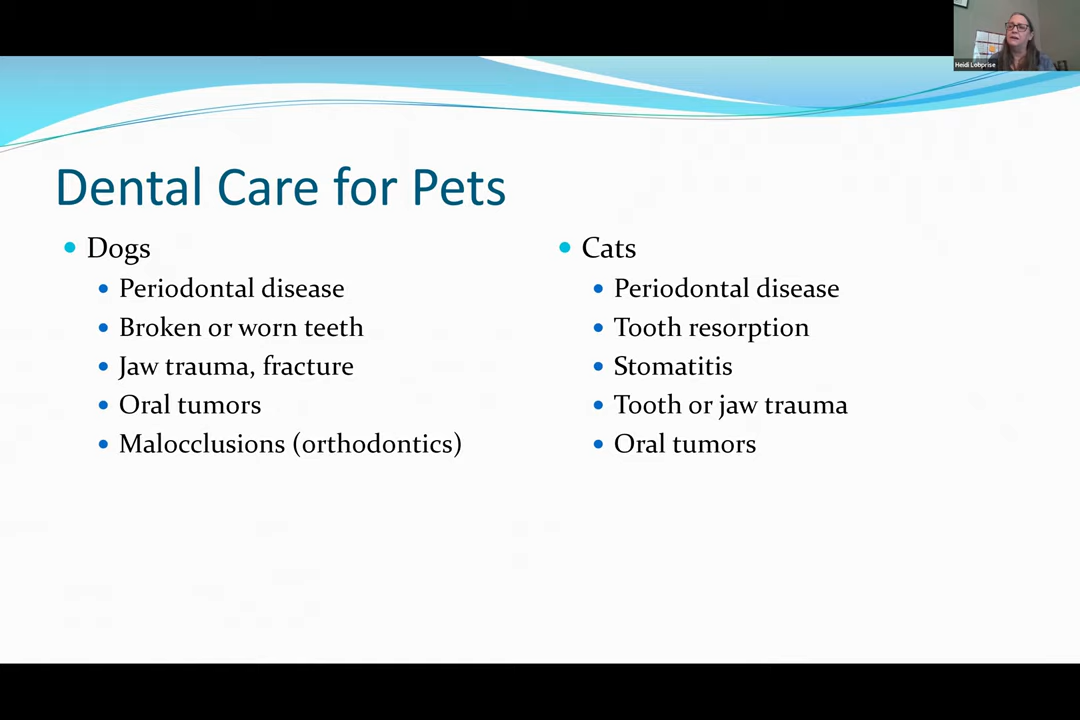 Heidi Lobprise
Dental Care for Pets
Dogs
Periodontal disease
Broken or worn teeth
Jaw trauma, fracture
Oral tumors
Malocclusions (orthodontics)
Cats
Periodontal disease
Tooth resorption
Stomatitis
Tooth or jaw trauma
Oral tumors